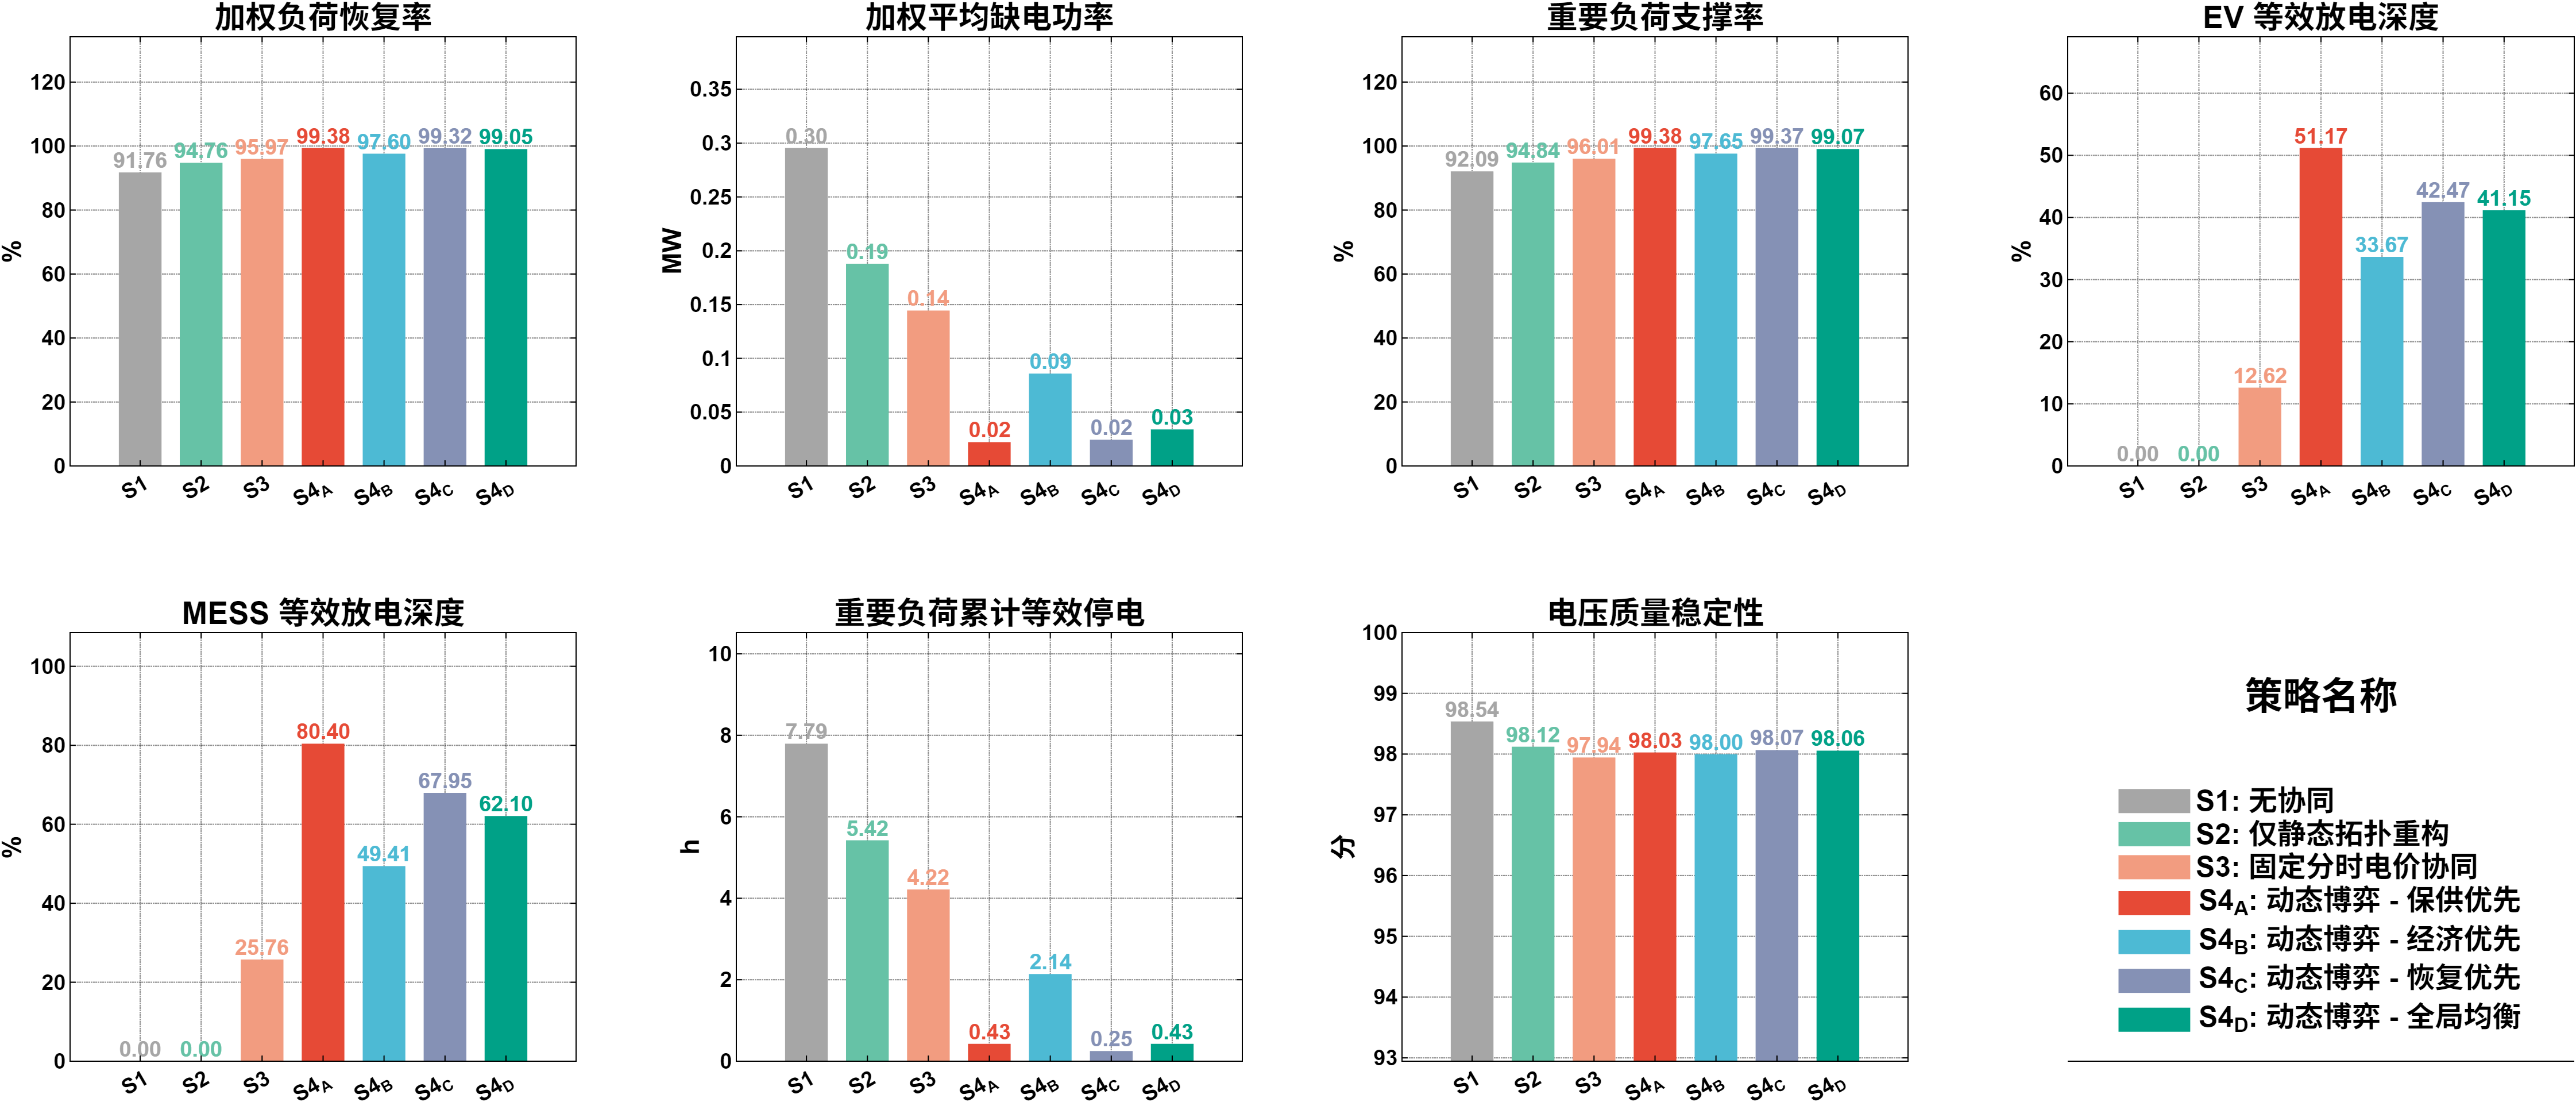 加权负荷恢复率
120
100
80
60
40
20
0
%
91.76
94.76
95.97
99.38
97.60
99.32
99.05
S1
S2
S3
S4A
S4B
S4C
S4D
加权平均缺电功率
0.35
0.3
0.25
0.2
0.15
0.1
0.05
0
MW
0.30
0.19
0.14
0.02
0.09
0.02
0.03
S1
S2
S3
S4A
S4B
S4C
S4D
重要负荷支撑率
120
100
80
60
40
20
0
%
92.09
94.84
96.01
99.38
97.65
99.37
99.07
S1
S2
S3
S4A
S4B
S4C
S4D
EV 等效放电深度
60
50
40
30
20
10
0
%
0.00
0.00
12.62
51.17
33.67
42.47
41.15
S1
S2
S3
S4A
S4B
S4C
S4D
MESS 等效放电深度
100
80
60
40
20
0
%
0.00
0.00
25.76
80.40
49.41
67.95
62.10
S1
S2
S3
S4A
S4B
S4C
S4D
重要负荷累计等效停电
10
8
6
4
2
0
h
7.79
5.42
4.22
0.43
2.14
0.25
0.43
S1
S2
S3
S4A
S4B
S4C
S4D
电压质量稳定性
100
99
98
97
96
95
94
93
分
98.54
98.12
97.94
98.03
98.00
98.07
98.06
S1
S2
S3
S4A
S4B
S4C
S4D
策略名称
S1: 无协同
S2: 仅静态拓扑重构
S3: 固定分时电价协同
S4A: 动态博弈 - 保供优先
S4B: 动态博弈 - 经济优先
S4C: 动态博弈 - 恢复优先
S4D: 动态博弈 - 全局均衡